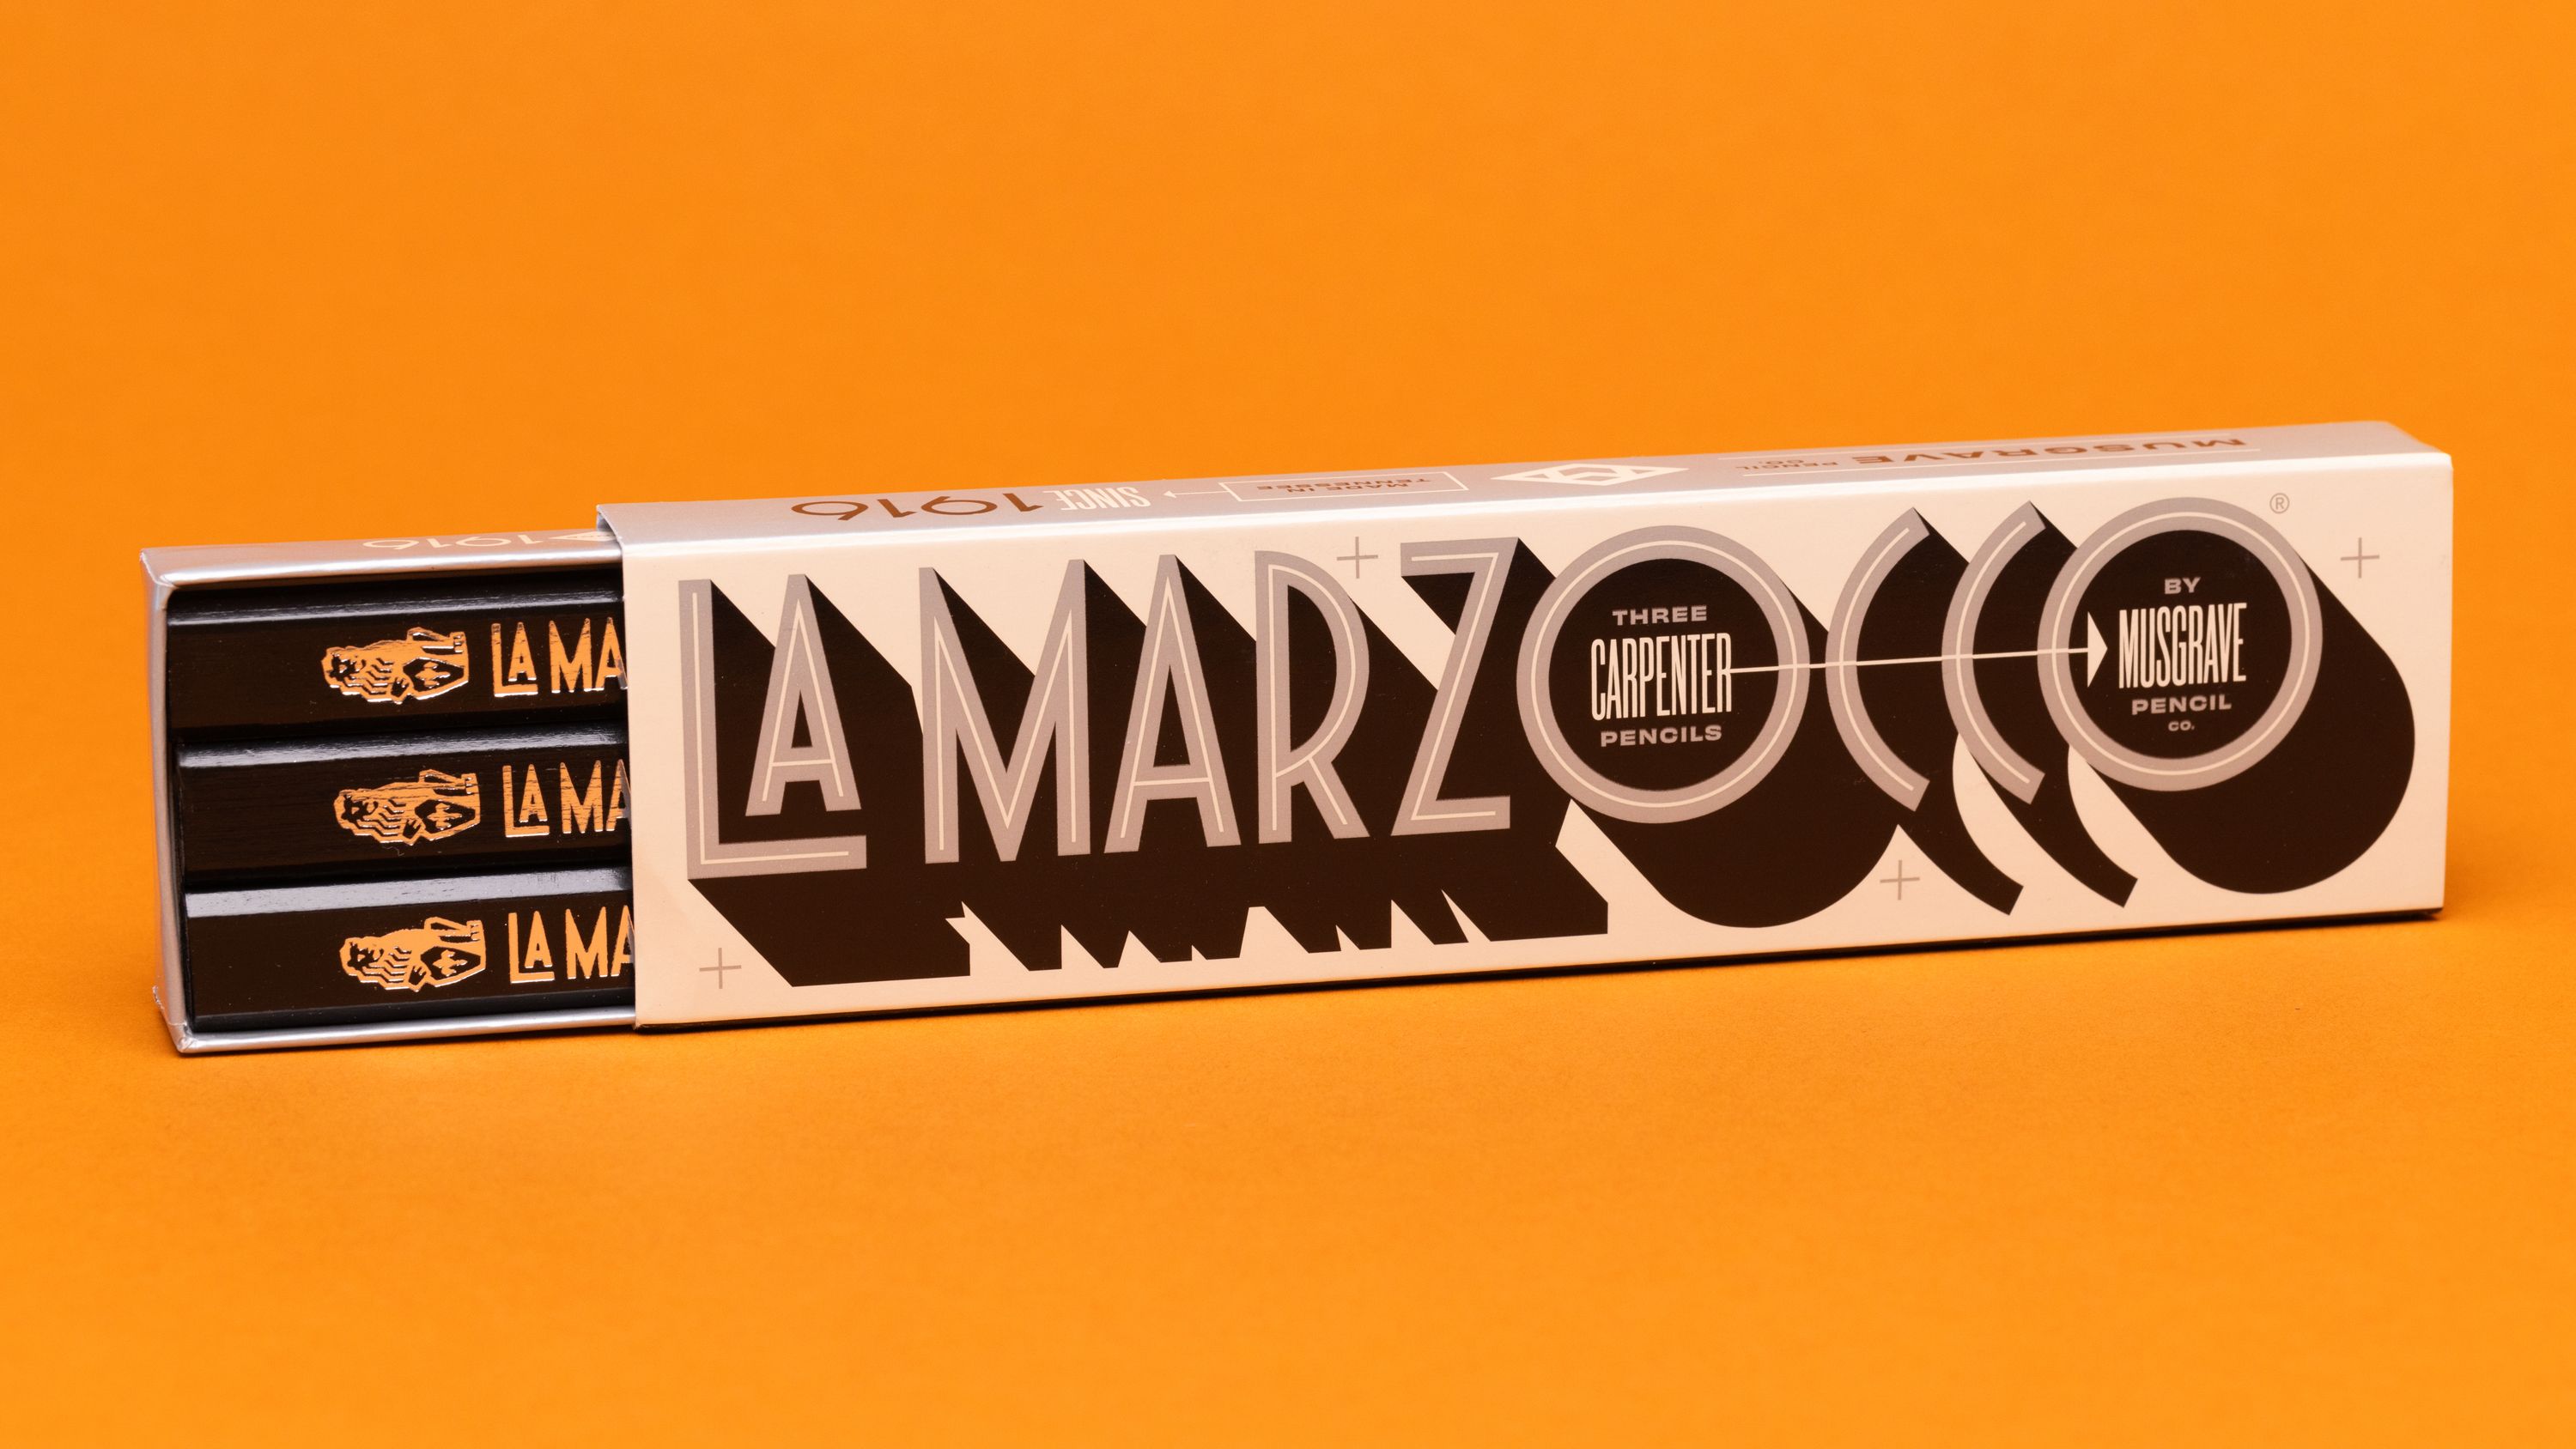 MUSGRAVE PENCIL CO.
MADE IN
TENNESSEE
SINCE
1916
1916
LA MARZOCCO
®
THREE
CARPENTER
PENCILS
BY
MUSGRAVE
PENCIL
CO.
LA MA
LA MA
LA MA